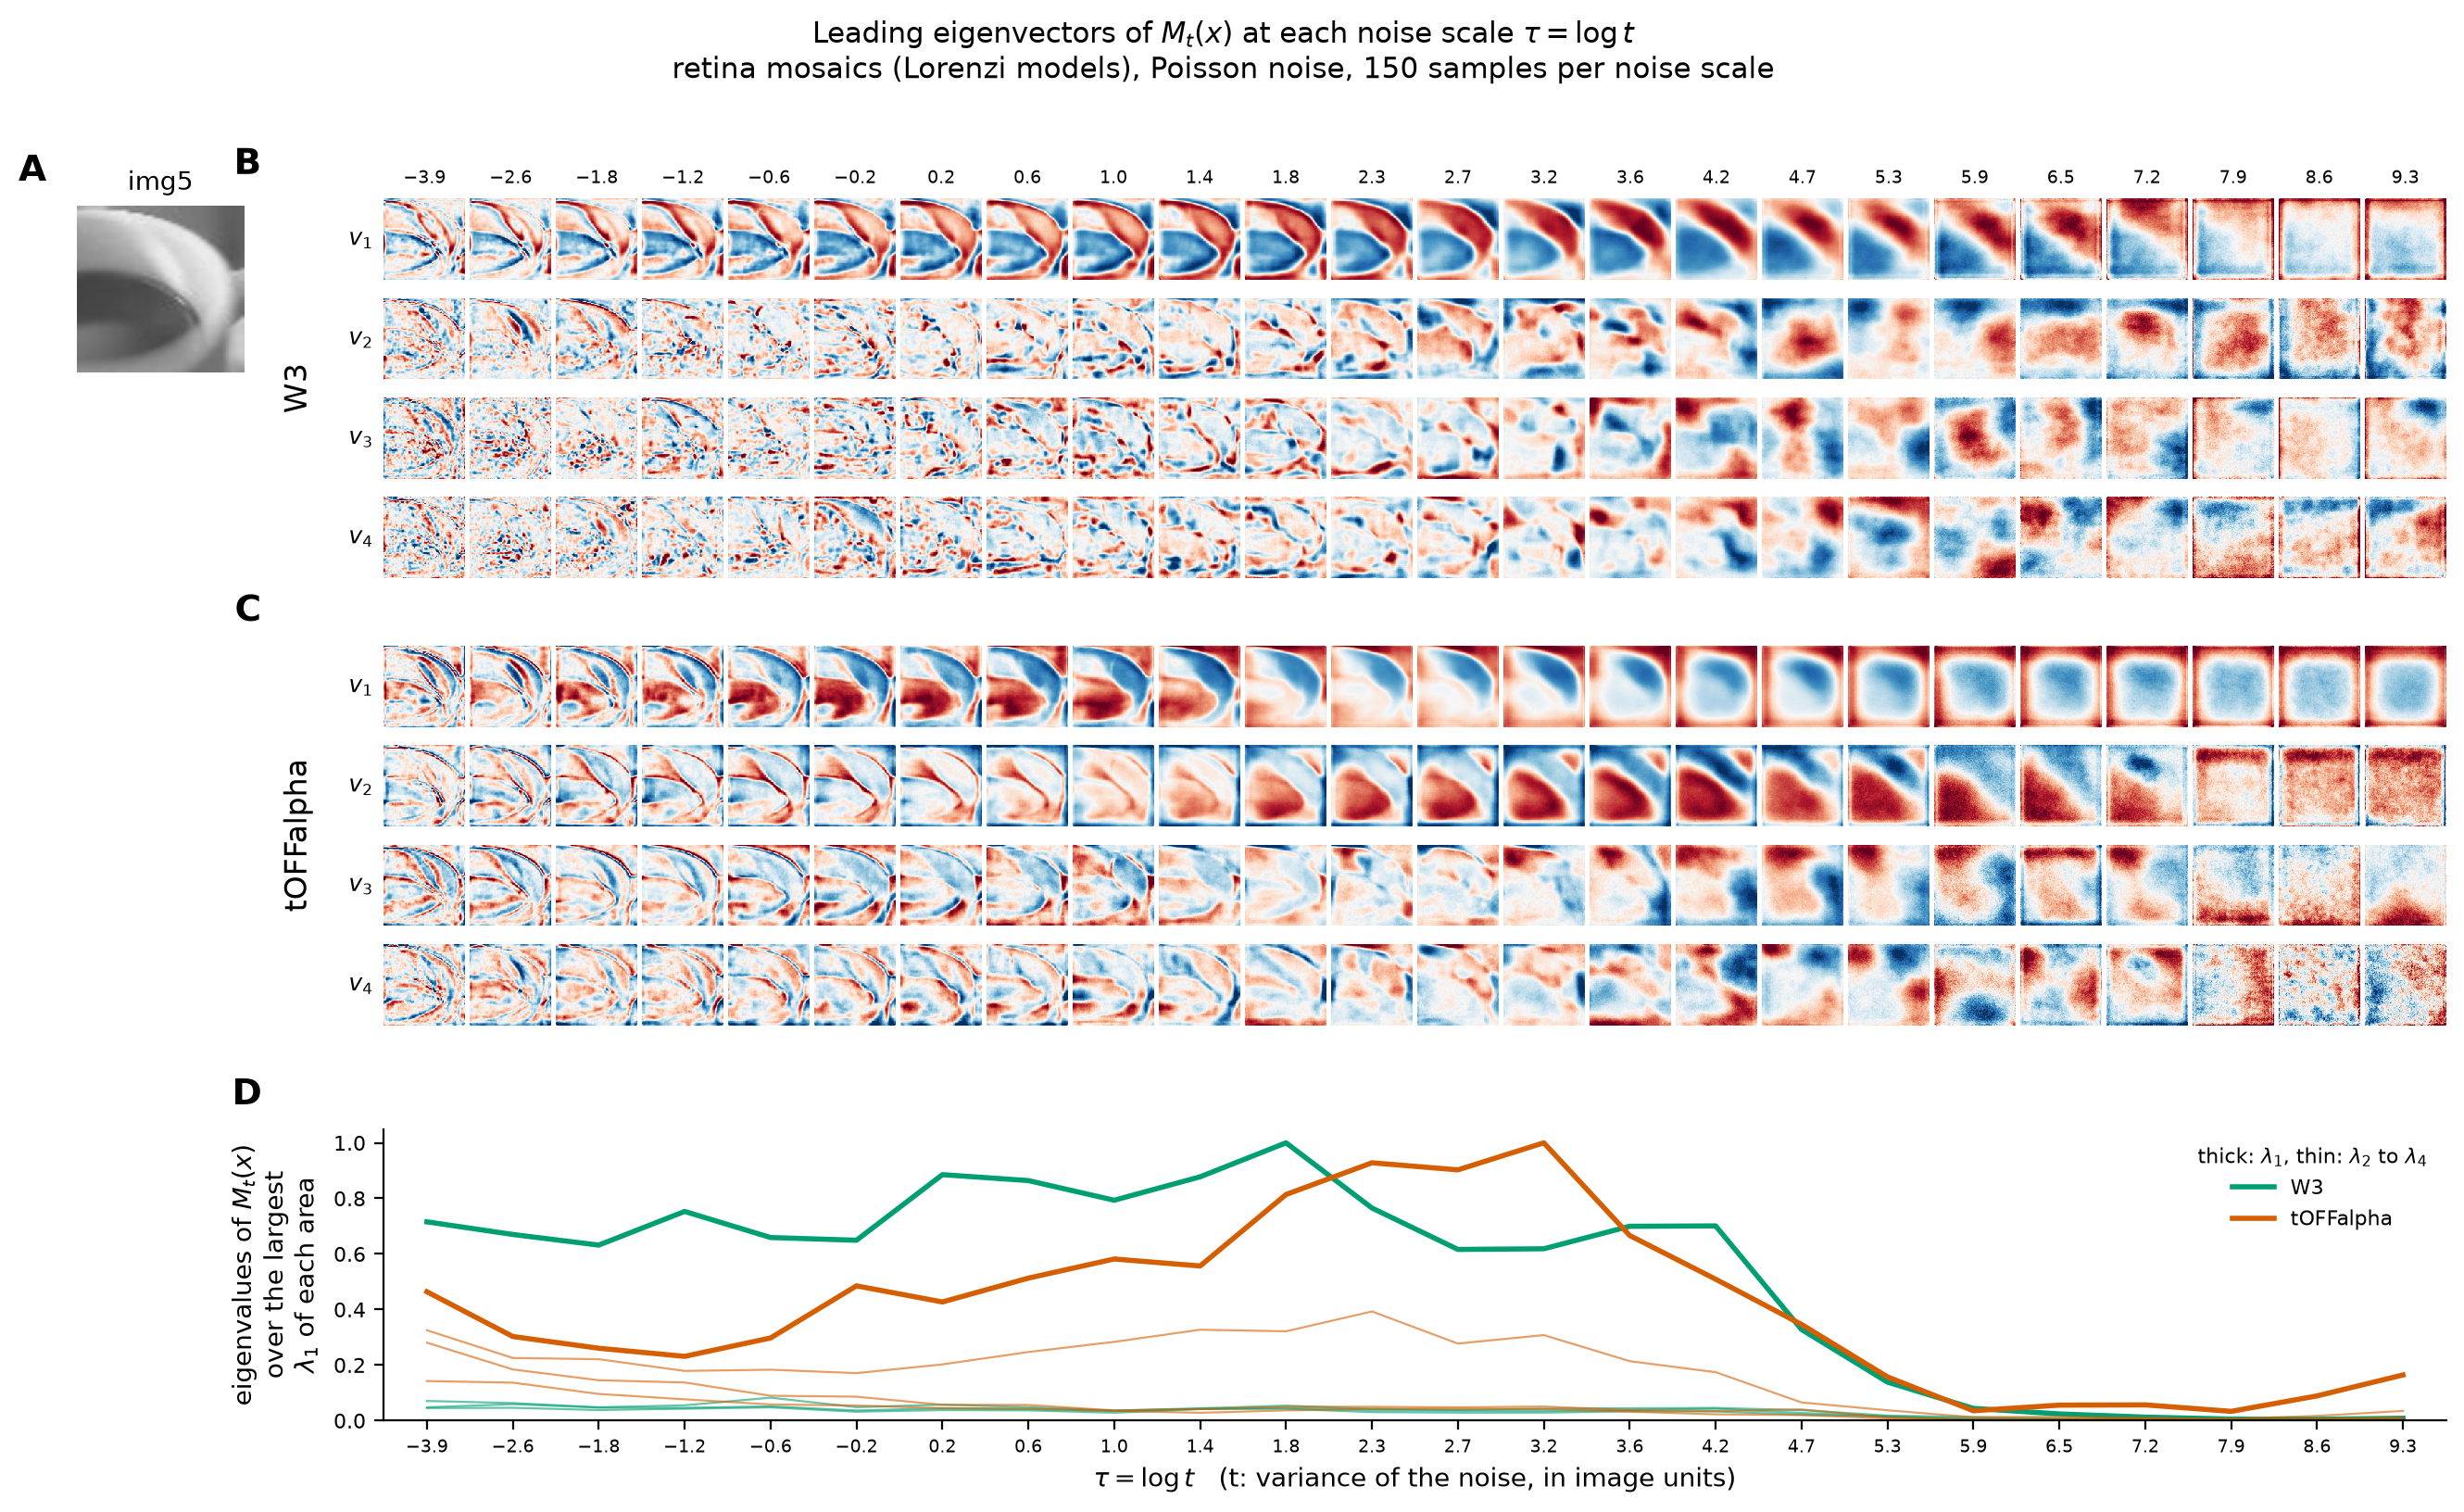 Leading eigenvectors of Mₜ(x) at each noise scale τ = log t
retina mosaics (Lorenzi models), Poisson noise, 150 samples per noise scale
A
img5
B
−3.9 −2.6 −1.8 −1.2 −0.6 −0.2 0.2 0.6 1.0 1.4 1.8 2.3 2.7 3.2 3.6 4.2 4.7 5.3 5.9 6.5 7.2 7.9 8.6 9.3
W3
v₁
v₂
v₃
v₄
C
tOFFalpha
v₁
v₂
v₃
v₄
D
eigenvalues of Mₜ(x)
over the largest
λ₁ of each area
1.0
0.8
0.6
0.4
0.2
0.0
thick: λ₁, thin: λ₂ to λ₄
W3
tOFFalpha
−3.9 −2.6 −1.8 −1.2 −0.6 −0.2 0.2 0.6 1.0 1.4 1.8 2.3 2.7 3.2 3.6 4.2 4.7 5.3 5.9 6.5 7.2 7.9 8.6 9.3
τ = log t (t: variance of the noise, in image units)